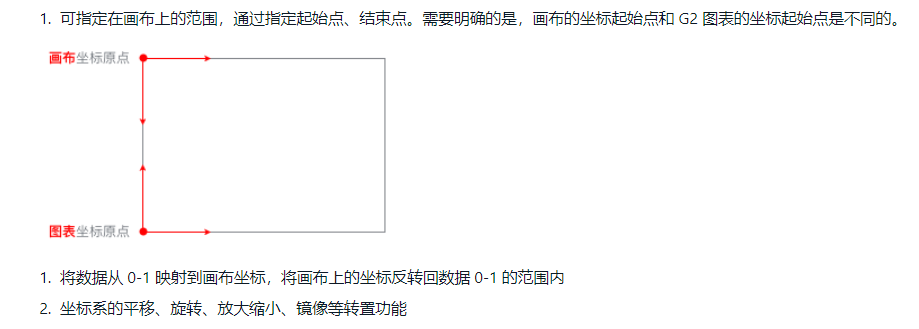 1. 可指定在画布上的范围，通过指定起始点、结束点。需要明确的是，画布的坐标起始点和 G2 图表的坐标起始点是不同的。
画布坐标原点
图表坐标原点
1. 将数据从 0-1 映射到画布坐标，将画布上的坐标反转回数据 0-1 的范围内
2. 坐标系的平移、旋转、放大缩小、镜像等转置功能